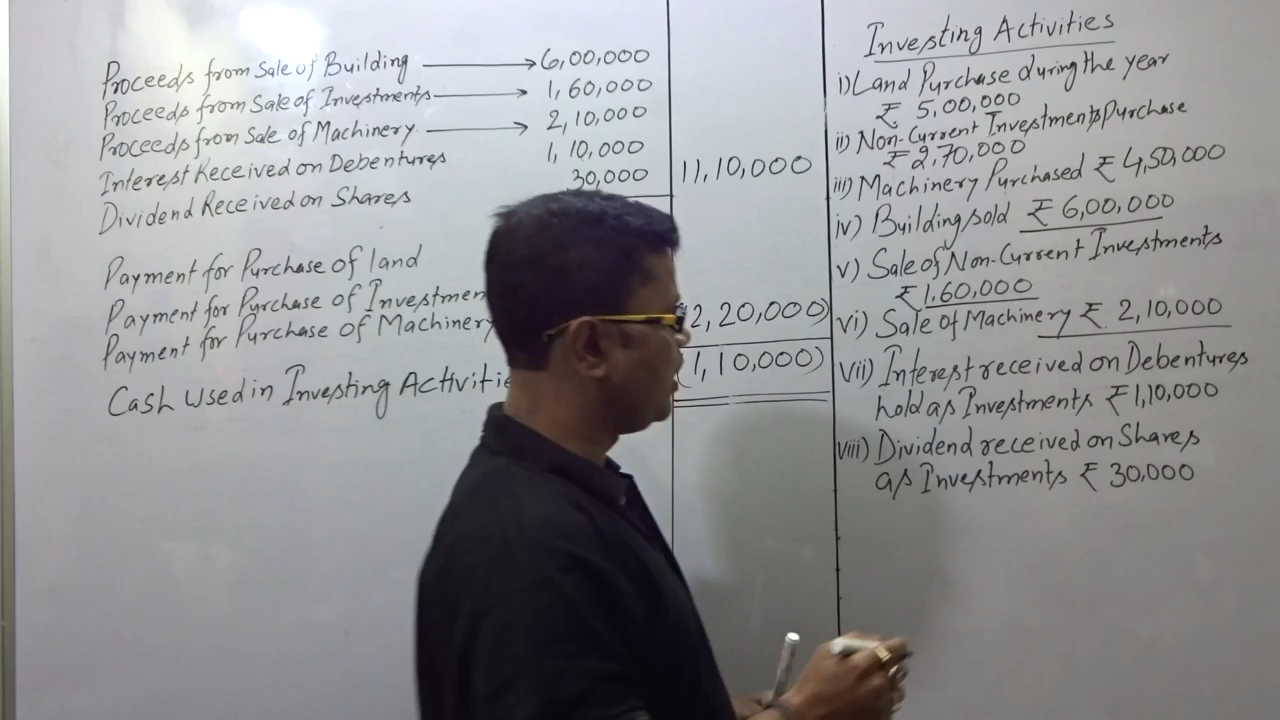 Proceeds from Sale of Building → 6,00,000
Proceeds from Sale of Investments → 1,60,000
Proceeds from Sale of Machinery → 2,10,000
Interest Received on Debentures 1,10,000
Dividend Received on Shares 30,000 11,10,000
Payment for Purchase of land
Payment for Purchase of Investmen
Payment for Purchase of Machinery 12,20,000)
Cash used in Investing Activitie (1,10,000)
Investing Activities
i) Land Purchase during the year
₹ 5,00,000
ii) Non-Current Investments Purchase
₹ 2,70,000
iii) Machinery Purchased ₹ 4,50,000
iv) Building sold ₹ 6,00,000
v) Sale of Non-Current Investments
₹ 1,60,000
vi) Sale of Machinery ₹ 2,10,000
vii) Interest received on Debentures
hold as Investments ₹ 1,10,000
viii) Dividend received on Shares
as Investments ₹ 30,000